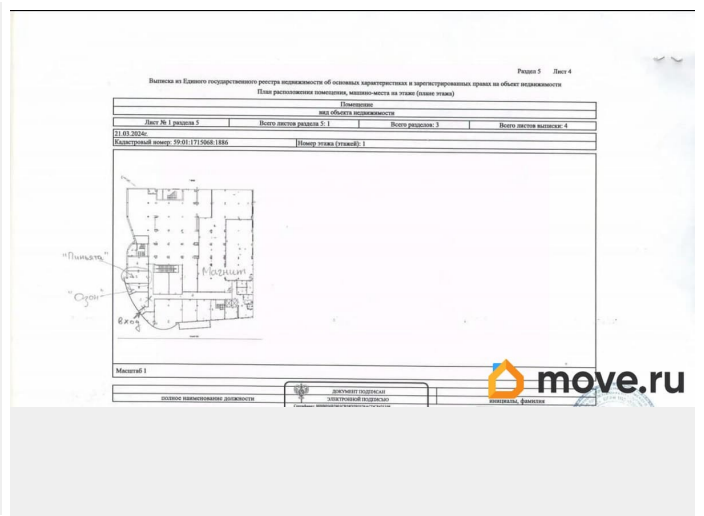 Раздел 5 Лист 4
Выписка из Единого государственного реестра недвижимости об основных характеристиках и зарегистрированных правах на объект недвижимости
План расположения помещения, машино-места на этаже (плане этажа)
Помещение
вид объекта недвижимости
Лист № 1 раздела 5 Всего листов раздела 5: 1 Всего разделов: 3 Всего листов выписки: 4
21.03.2024г.
Кадастровый номер: 59:01:1715068:1886 Номер этажа (этажей): 1
Магнит
вход
Масштаб 1
move.ru
ДОКУМЕНТ ПОДПИСАН
ЭЛЕКТРОННОЙ ПОДПИСЬЮ
полное наименование должности инициалы, фамилия